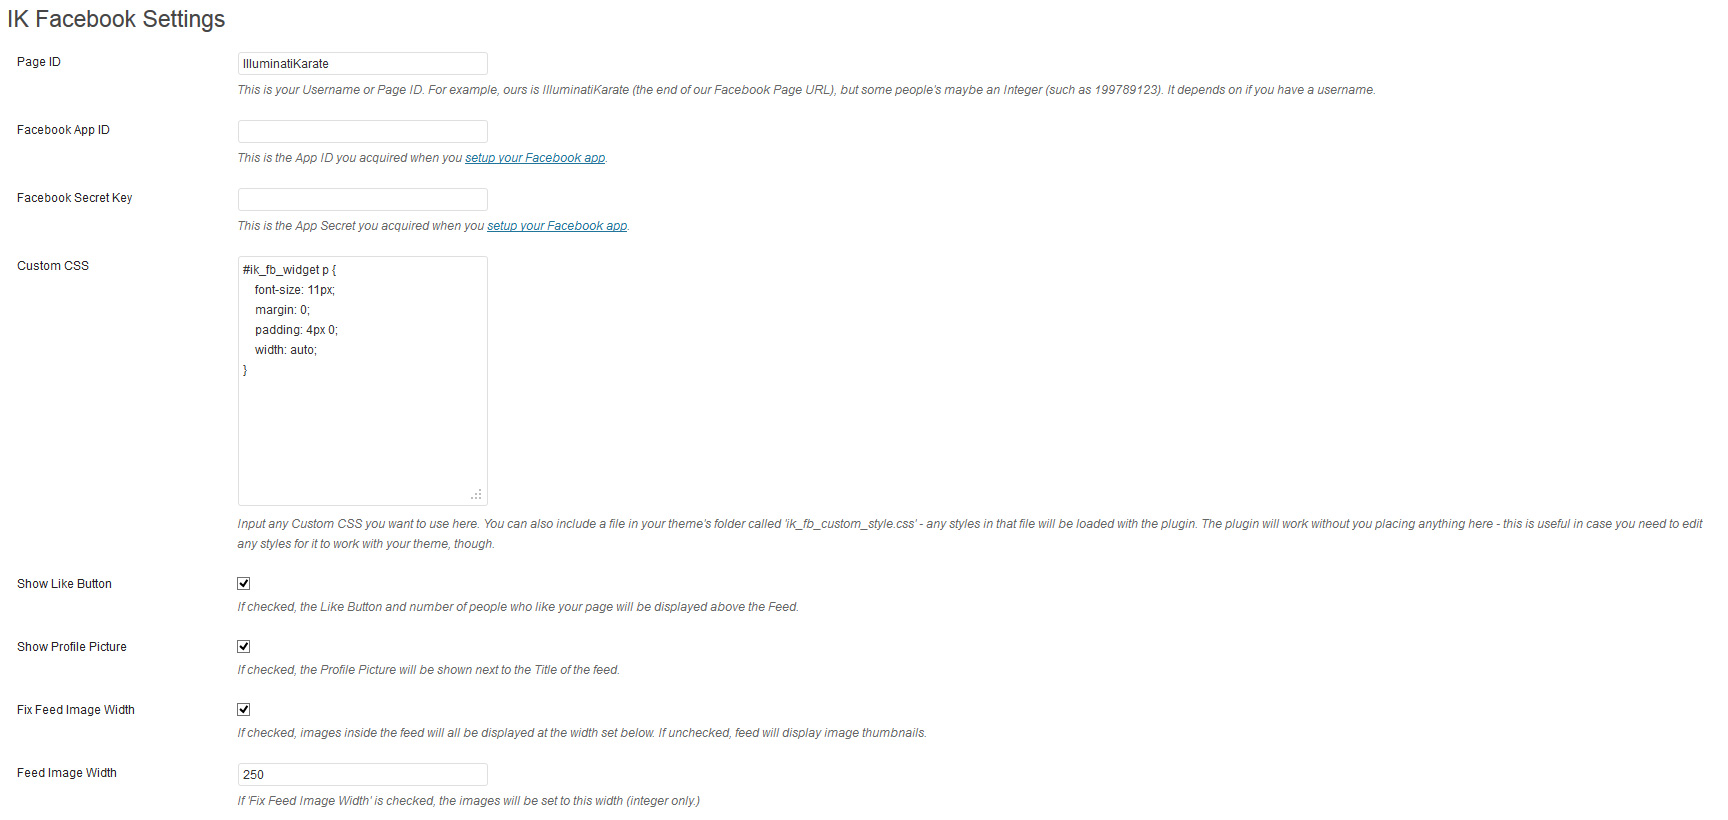 IK Facebook Settings
Page ID
IlluminatiKarate
This is your Username or Page ID. For example, ours is IlluminatiKarate (the end of our Facebook Page URL), but some people's maybe an Integer (such as 199789123). It depends on if you have a username.
Facebook App ID
This is the App ID you acquired when you setup your Facebook app.
Facebook Secret Key
This is the App Secret you acquired when you setup your Facebook app.
Custom CSS
#ik_fb_widget p {
font-size: 11px;
margin: 0;
padding: 4px 0;
width: auto;
}
Input any Custom CSS you want to use here. You can also include a file in your theme's folder called 'ik_fb_custom_style.css' - any styles in that file will be loaded with the plugin. The plugin will work without you placing anything here - this is useful in case you need to edit
any styles for it to work with your theme, though.
Show Like Button
If checked, the Like Button and number of people who like your page will be displayed above the Feed.
Show Profile Picture
If checked, the Profile Picture will be shown next to the Title of the feed.
Fix Feed Image Width
If checked, images inside the feed will all be displayed at the width set below. If unchecked, feed will display image thumbnails.
Feed Image Width
250
If 'Fix Feed Image Width' is checked, the images will be set to this width (integer only.)